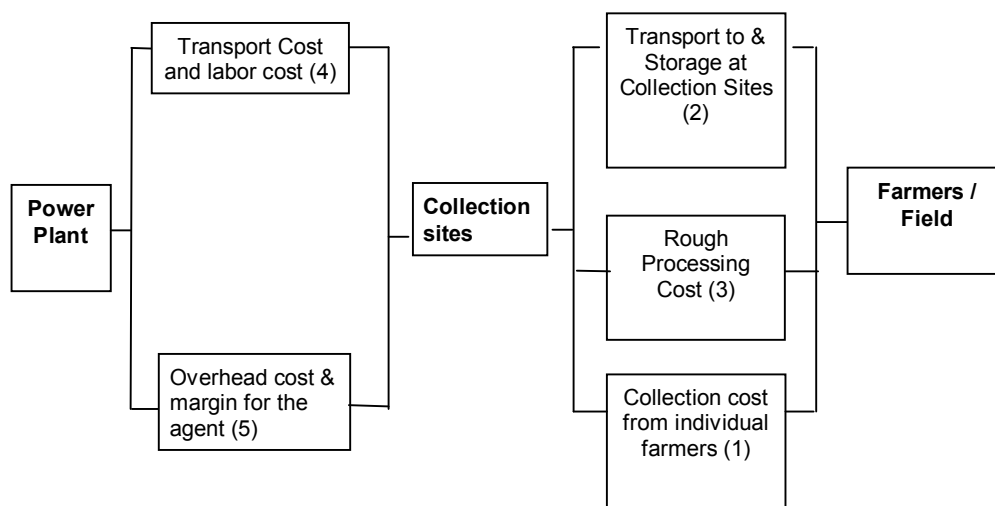 Transport Cost
and labor cost (4)
Transport to &
Storage at
Collection Sites
(2)
Power
Plant
Collection
sites
Farmers /
Field
Rough
Processing
Cost (3)
Overhead cost &
margin for the
agent (5)
Collection cost
from individual
farmers (1)